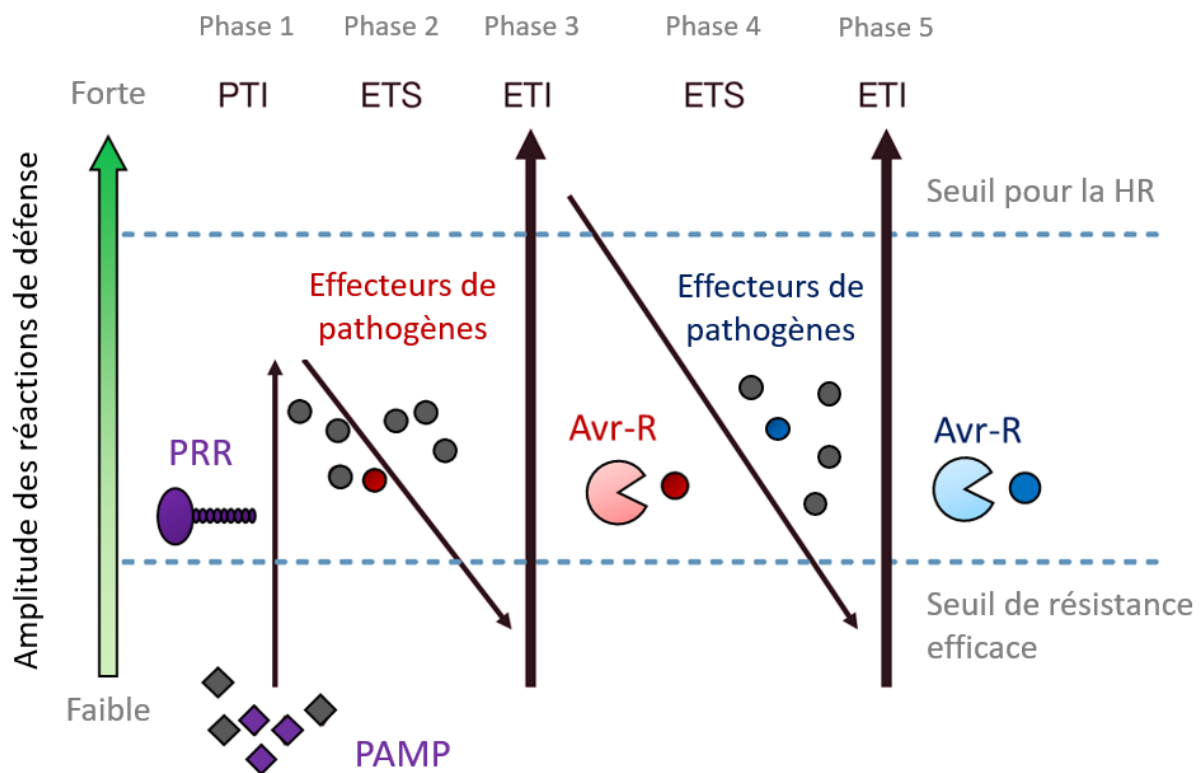 Phase 1 Phase 2 Phase 3 Phase 4 Phase 5
Forte PTI ETS ETI ETS ETI
Amplitude des réactions de défense
Seuil pour la HR
Effecteurs de
pathogènes
Effecteurs de
pathogènes
PRR
Avr-R
Avr-R
Seuil de résistance
efficace
Faible
PAMP